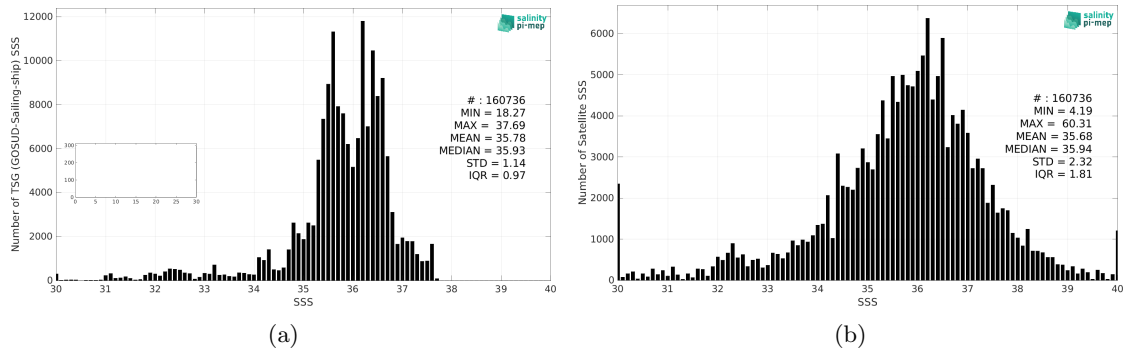 salinity
pi-mep
Number of TSG (GOSUD-Sailing-ship) SSS
12000
10000
8000
6000
4000
2000
0
# : 160736
MIN = 18.27
MAX = 37.69
MEAN = 35.78
MEDIAN = 35.93
STD = 1.14
IQR = 0.97
300
200
100
0
0 5 10 15 20 25 30
30 31 32 33 34 35 36 37 38 39 40
SSS
(a)
salinity
pi-mep
Number of Satellite SSS
6000
5000
4000
3000
2000
1000
0
# : 160736
MIN = 4.19
MAX = 60.31
MEAN = 35.68
MEDIAN = 35.94
STD = 2.32
IQR = 1.81
30 31 32 33 34 35 36 37 38 39 40
SSS
(b)